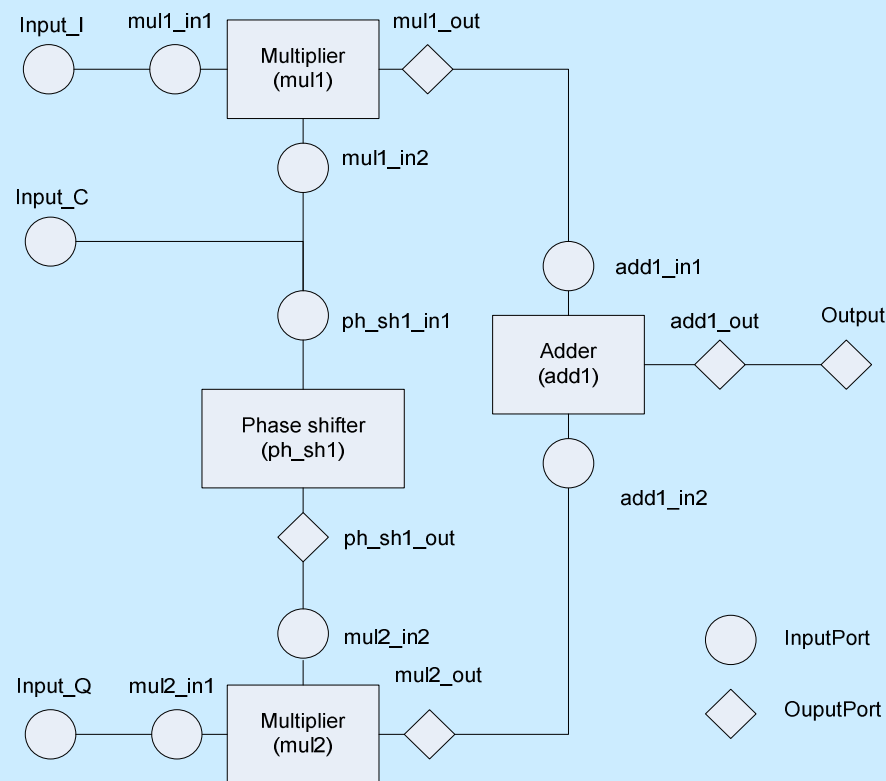 Input_I
mul1_in1
mul1_out
Multiplier
(mul1)
mul1_in2
Input_C
add1_in1
ph_sh1_in1
add1_out
Output
Adder
(add1)
Phase shifter
(ph_sh1)
add1_in2
ph_sh1_out
mul2_in2
InputPort
mul2_out
Input_Q
mul2_in1
OuputPort
Multiplier
(mul2)